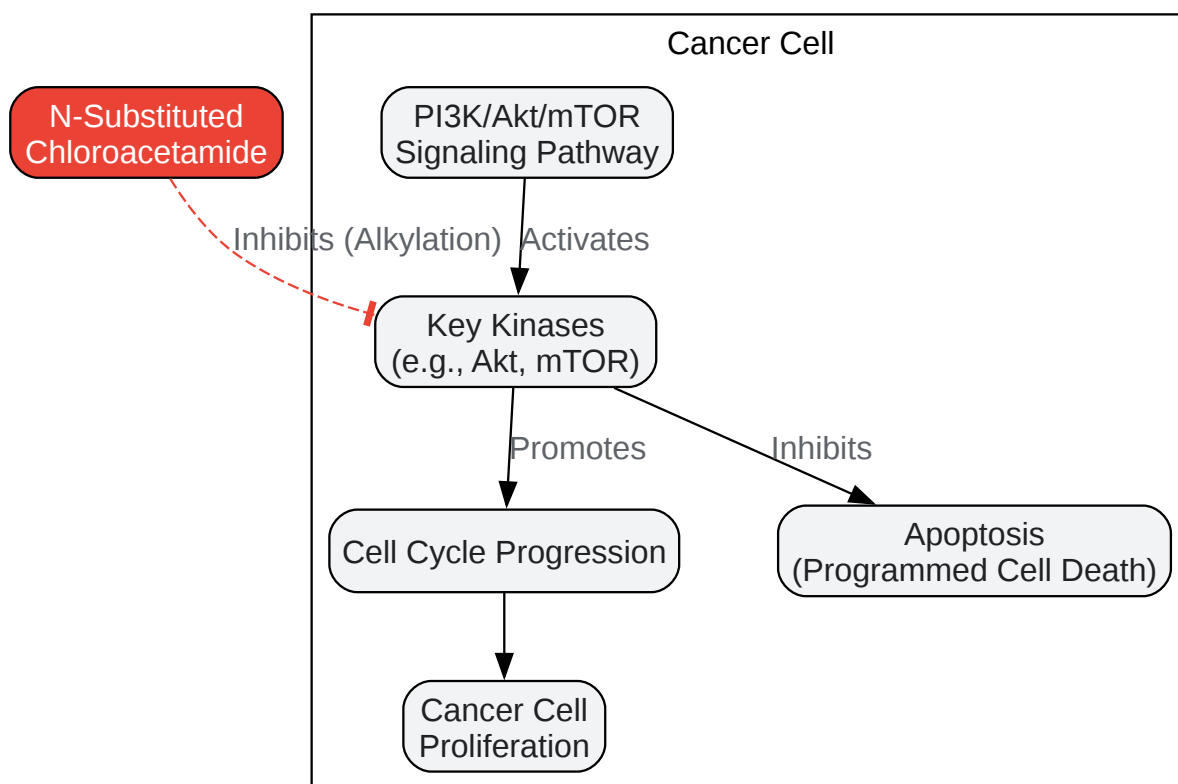 Cancer Cell
N-Substituted
Chloroacetamide
PI3K/Akt/mTOR
Signaling Pathway
Inhibits (Alkylation)
Activates
Key Kinases
(e.g., Akt, mTOR)
Promotes
Inhibits
Cell Cycle Progression
Apoptosis
(Programmed Cell Death)
Cancer Cell
Proliferation